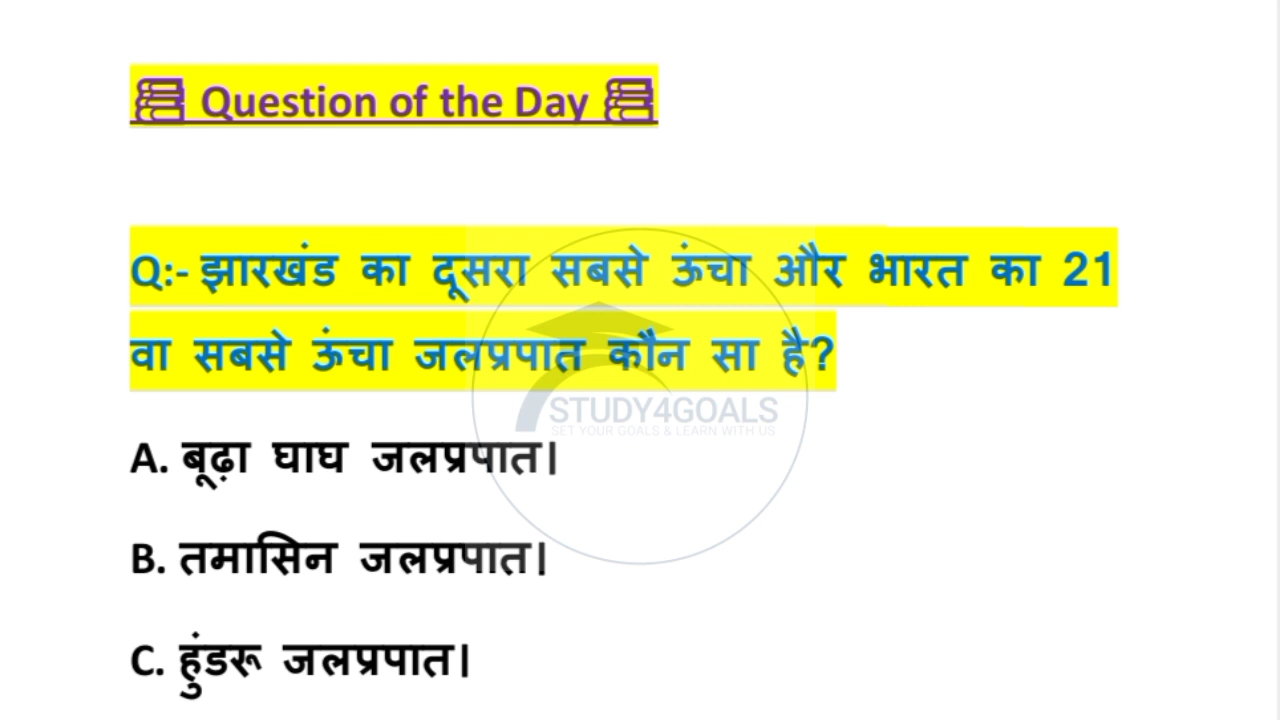 📚 Question of the Day 📚
Q:- झारखंड का दूसरा सबसे ऊंचा और भारत का 21
वा सबसे ऊंचा जलप्रपात कौन सा है?
STUDY4GOALS
SET YOUR GOALS & LEARN WITH US
A. बूढ़ा घाघ जलप्रपात।
B. तमासिन जलप्रपात।
C. हुंडरू जलप्रपात।